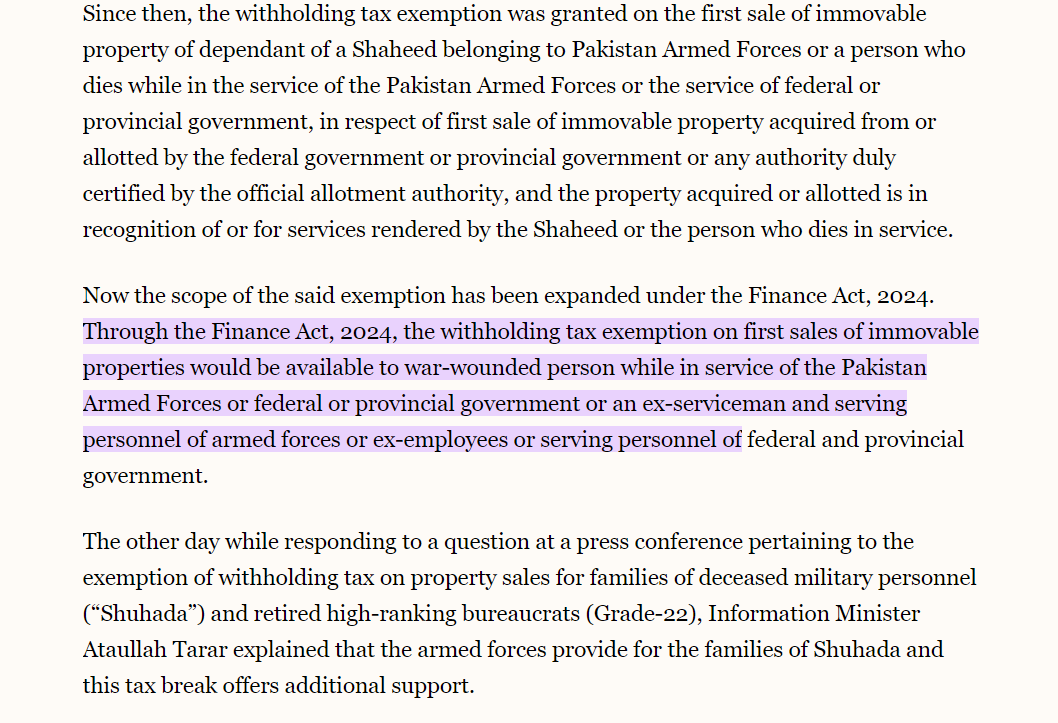 Since then, the withholding tax exemption was granted on the first sale of immovable
property of dependant of a Shaheed belonging to Pakistan Armed Forces or a person who
dies while in the service of the Pakistan Armed Forces or the service of federal or
provincial government, in respect of first sale of immovable property acquired from or
allotted by the federal government or provincial government or any authority duly
certified by the official allotment authority, and the property acquired or allotted is in
recognition of or for services rendered by the Shaheed or the person who dies in service.
Now the scope of the said exemption has been expanded under the Finance Act, 2024.
Through the Finance Act, 2024, the withholding tax exemption on first sales of immovable
properties would be available to war-wounded person while in service of the Pakistan
Armed Forces or federal or provincial government or an ex-serviceman and serving
personnel of armed forces or ex-employees or serving personnel of federal and provincial
government.
The other day while responding to a question at a press conference pertaining to the
exemption of withholding tax on property sales for families of deceased military personnel
(“Shuhada”) and retired high-ranking bureaucrats (Grade-22), Information Minister
Ataullah Tarar explained that the armed forces provide for the families of Shuhada and
this tax break offers additional support.